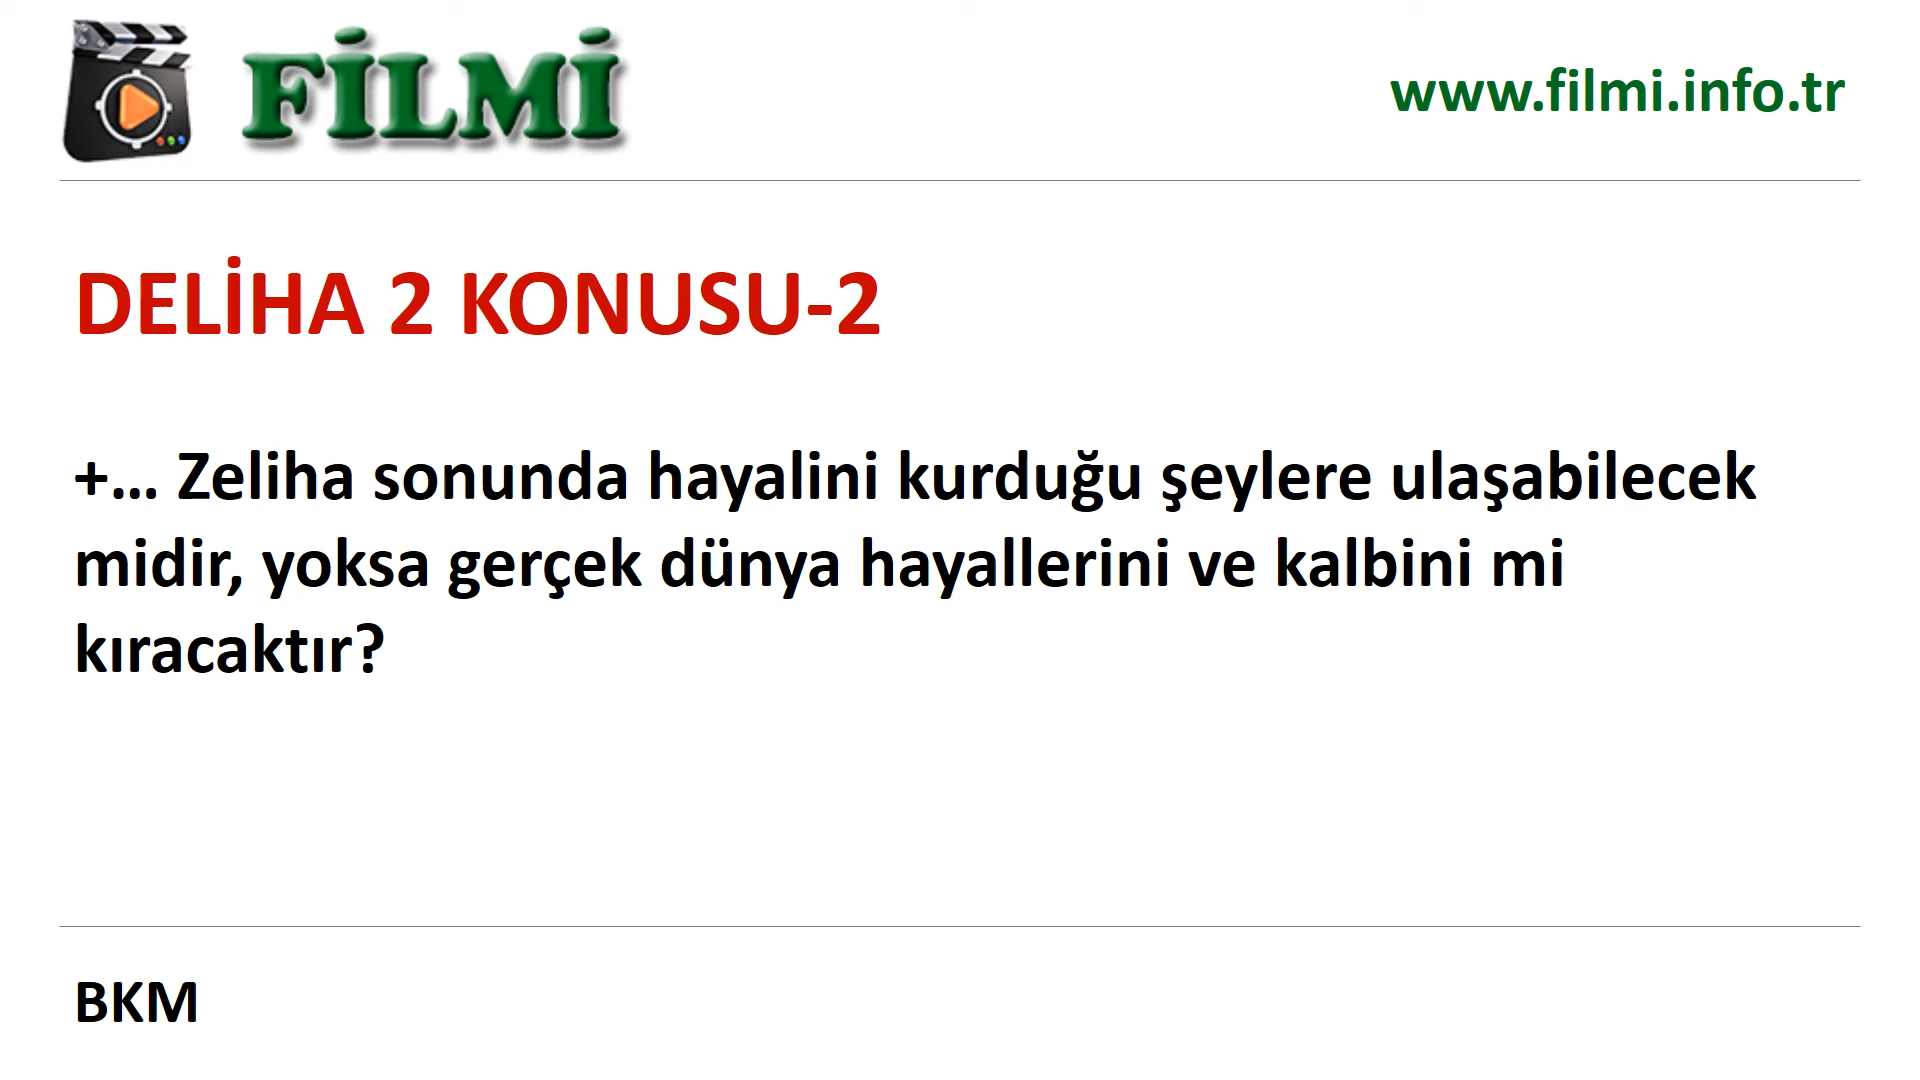 FİLMİ
www.filmi.info.tr
DELİHA 2 KONUSU-2
+... Zeliha sonunda hayalini kurduğu şeylere ulaşabilecek
midir, yoksa gerçek dünya hayallerini ve kalbini mi
kıracaktır?
BKM